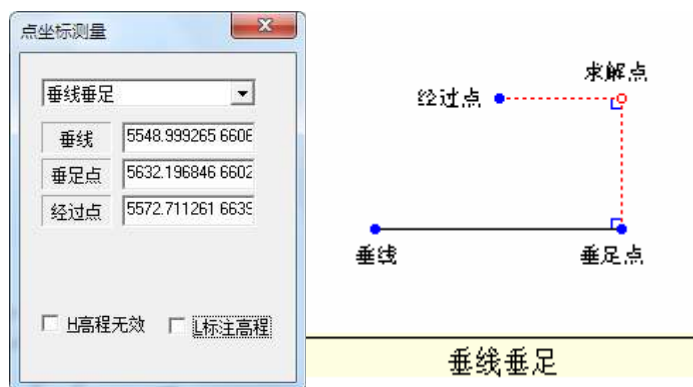 点坐标测量
垂线垂足
垂线 5548.999265 6606
垂足点 5632.196846 6602
经过点 5572.711261 6639
H高程无效 L标注高程
求解点
经过点
垂线 垂足点
垂线垂足